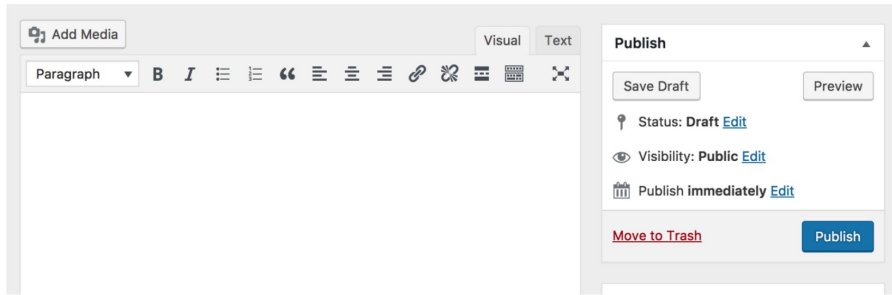 Add Media
Visual Text
Paragraph B I “
Publish
Save Draft Preview
Status: Draft Edit
Visibility: Public Edit
Publish immediately Edit
Move to Trash Publish